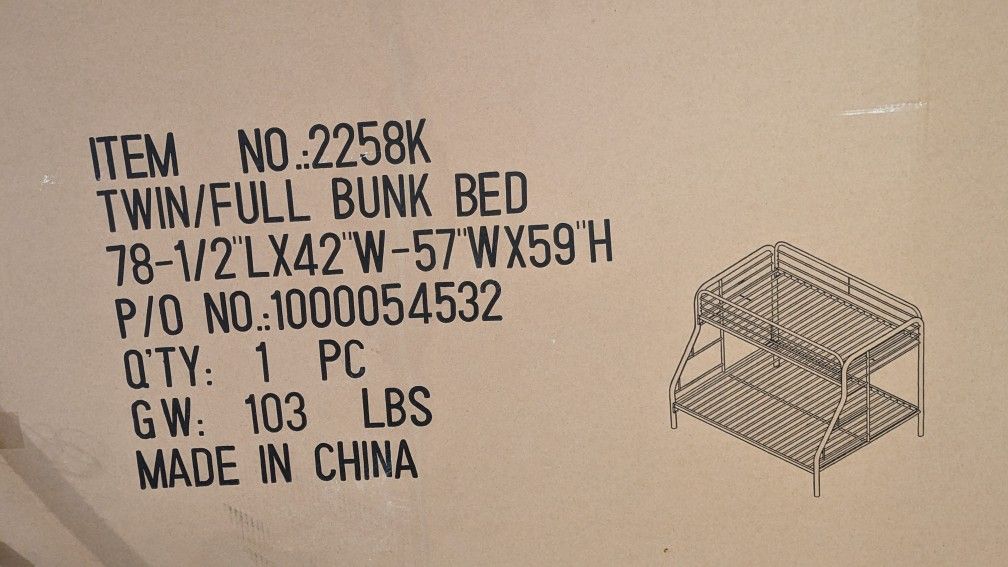 ITEM NO.:2258K
TWIN/FULL BUNK BED
78-1/2"LX42"W-57"WX59"H
P/O NO.:1000054532
Q'TY: 1 PC
GW: 103 LBS
MADE IN CHINA